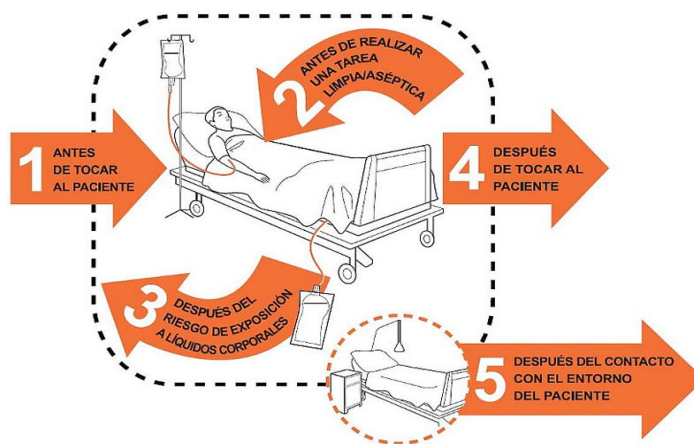 1
ANTES
DE TOCAR
AL PACIENTE
2
ANTES DE REALIZAR
UNA TAREA
LIMPIA/ASÉPTICA
3
DESPUÉS DEL
RIESGO DE EXPOSICIÓN
A LÍQUIDOS CORPORALES
4
DESPUÉS
DE TOCAR AL
PACIENTE
5
DESPUÉS DEL CONTACTO
CON EL ENTORNO
DEL PACIENTE